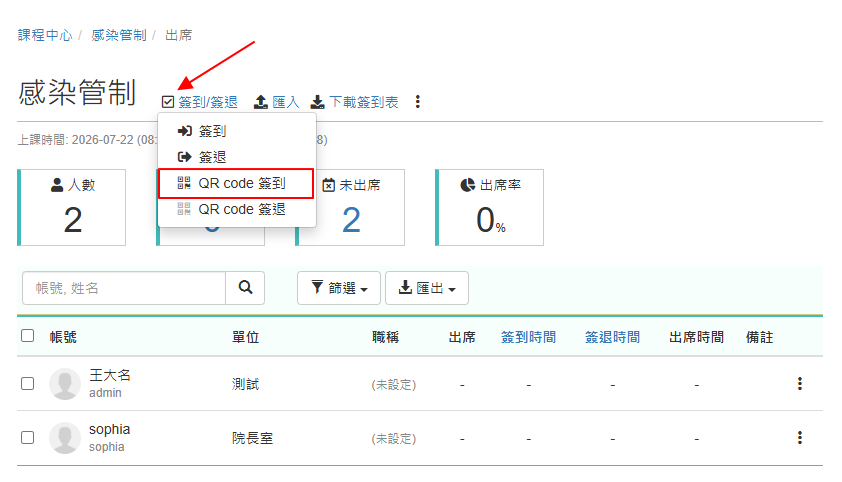 課程中心 / 感染管制 / 出席
感染管制 簽到/簽退 匯入 下載簽到表
上課時間: 2026-07-22 (08: 8)
簽到
簽退
QR code 簽到
QR code 簽退
人數 未出席 出席率
2 2 0%
帳號, 姓名 篩選 匯出
帳號 單位 職稱 出席 簽到時間 簽退時間 出席時間 備註
王大名
admin
測試 (未設定) - - - -
sophia
sophia
院長室 (未設定) - - - -